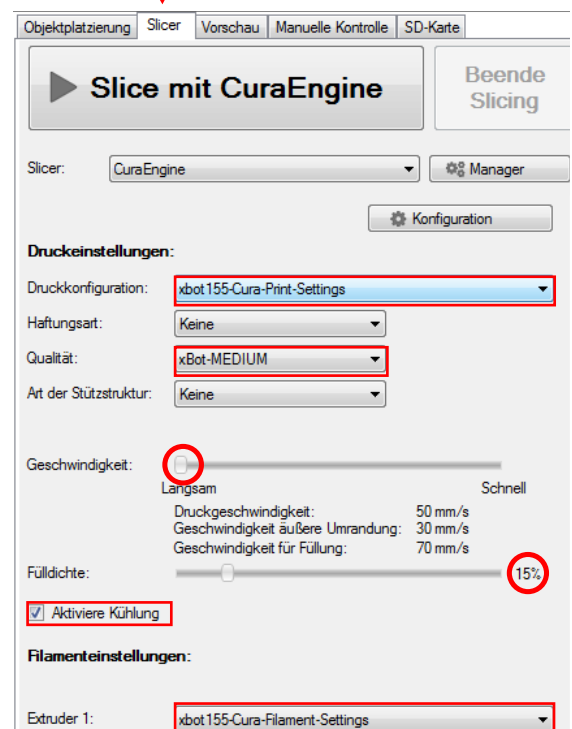 Objektplatzierung Slicer Vorschau Manuelle Kontrolle SD-Karte
Slice mit CuraEngine
Beende
Slicing
Slicer: CuraEngine Manager
Konfiguration
Druckeinstellungen:
Druckkonfiguration: xbot155-Cura-Print-Settings
Haftungsart: Keine
Qualität: xBot-MEDIUM
Art der Stützstruktur: Keine
Geschwindigkeit:
Langsam Schnell
Druckgeschwindigkeit: 50 mm/s
Geschwindigkeit äußere Umrandung: 30 mm/s
Geschwindigkeit für Füllung: 70 mm/s
Fülldichte: 15%
Aktiviere Kühlung
Filamenteinstellungen:
Extruder 1: xbot155-Cura-Filament-Settings